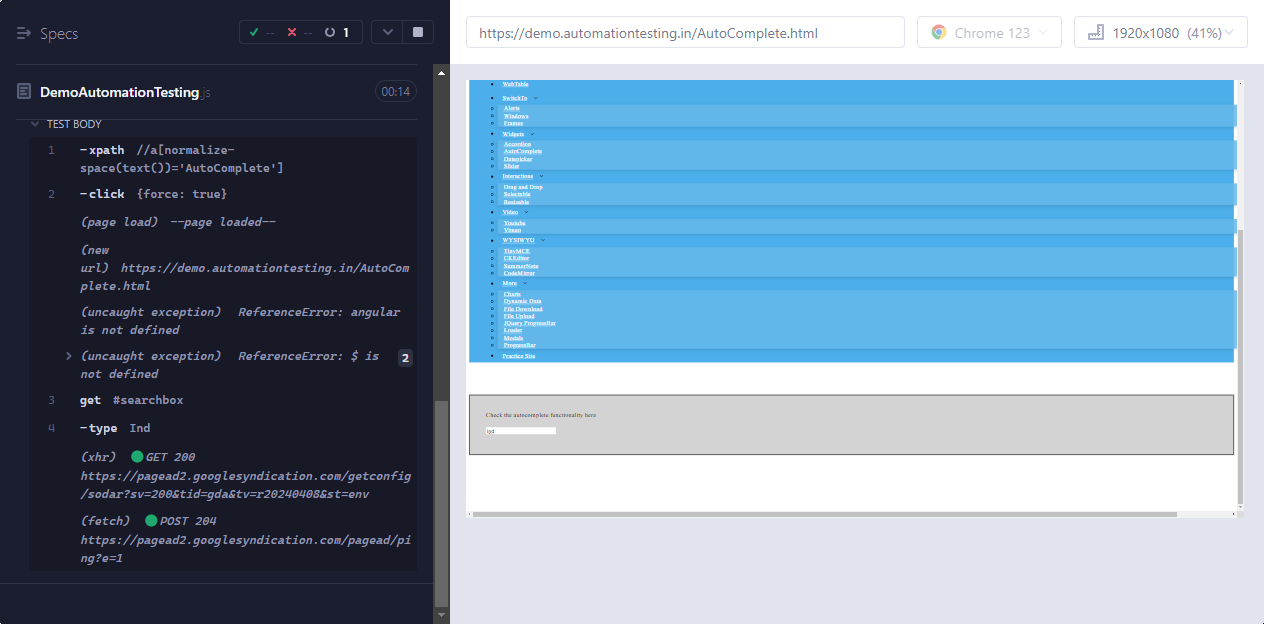 Specs
-- -- 1
https://demo.automationtesting.in/AutoComplete.html
Chrome 123
1920x1080 (41%)
DemoAutomationTesting.js
00:14
TEST BODY
1 -xpath //a[normalize-
space(text())='AutoComplete']
2 -click {force: true}
(page load) --page loaded--
(new
url) https://demo.automationtesting.in/AutoCom
plete.html
(uncaught exception) ReferenceError: angular
is not defined
(uncaught exception) ReferenceError: $ is
not defined
2
3 get #searchbox
4 -type Ind
(xhr) GET 200
https://pagead2.googlesyndication.com/getconfig
/sodar?sv=200&tid=gda&tv=r20240408&st=env
(fetch) POST 204
https://pagead2.googlesyndication.com/pagead/pi
ng?e=1
WebTable
SwitchTo
Alerts
Windows
Frames
Widgets
Accordion
AutoComplete
Datepicker
Slider
Interactions
Drag and Drop
Selectable
Resizable
Video
Youtube
Vimeo
WYSIWYG
TinyMCE
CKEditor
SummerNote
CodeMirror
More
Charts
Dynamic Data
File Download
File Upload
JQuery ProgressBar
Loader
Modals
ProgressBar
Practice Site
Check the autocomplete functionality here